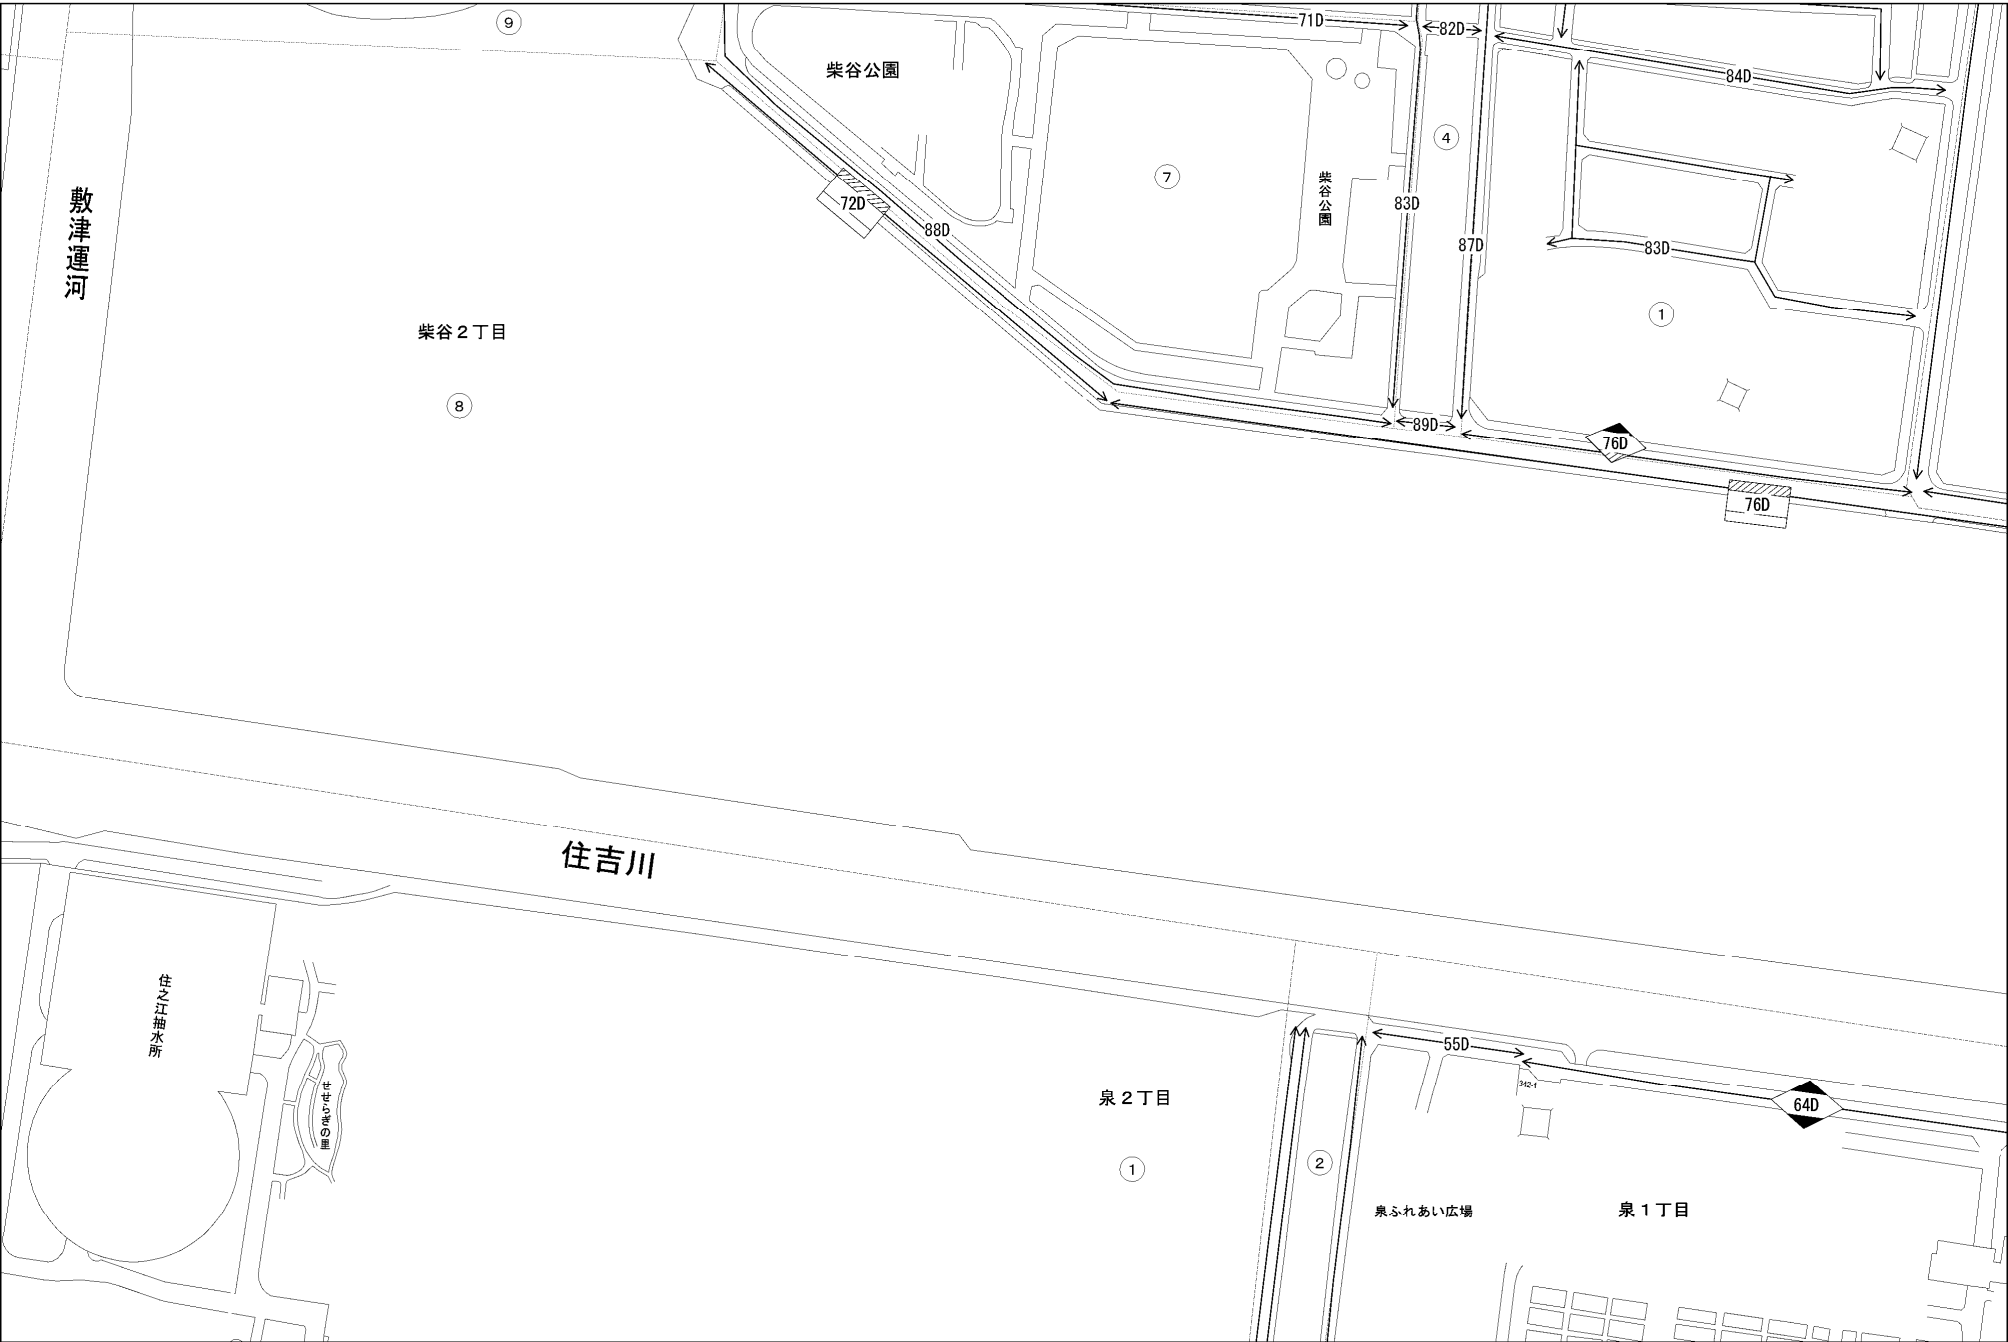 ⑨
71D
82D
柴谷公園
84D
④
⑦
柴谷公園
敷津運河
72D
88D
83D
87D
83D
①
柴谷2丁目
⑧
89D
76D
76D
住吉川
住之江抽水所
せせらぎの里
55D
342-1
64D
泉2丁目
①
②
泉ふれあい広場
泉1丁目